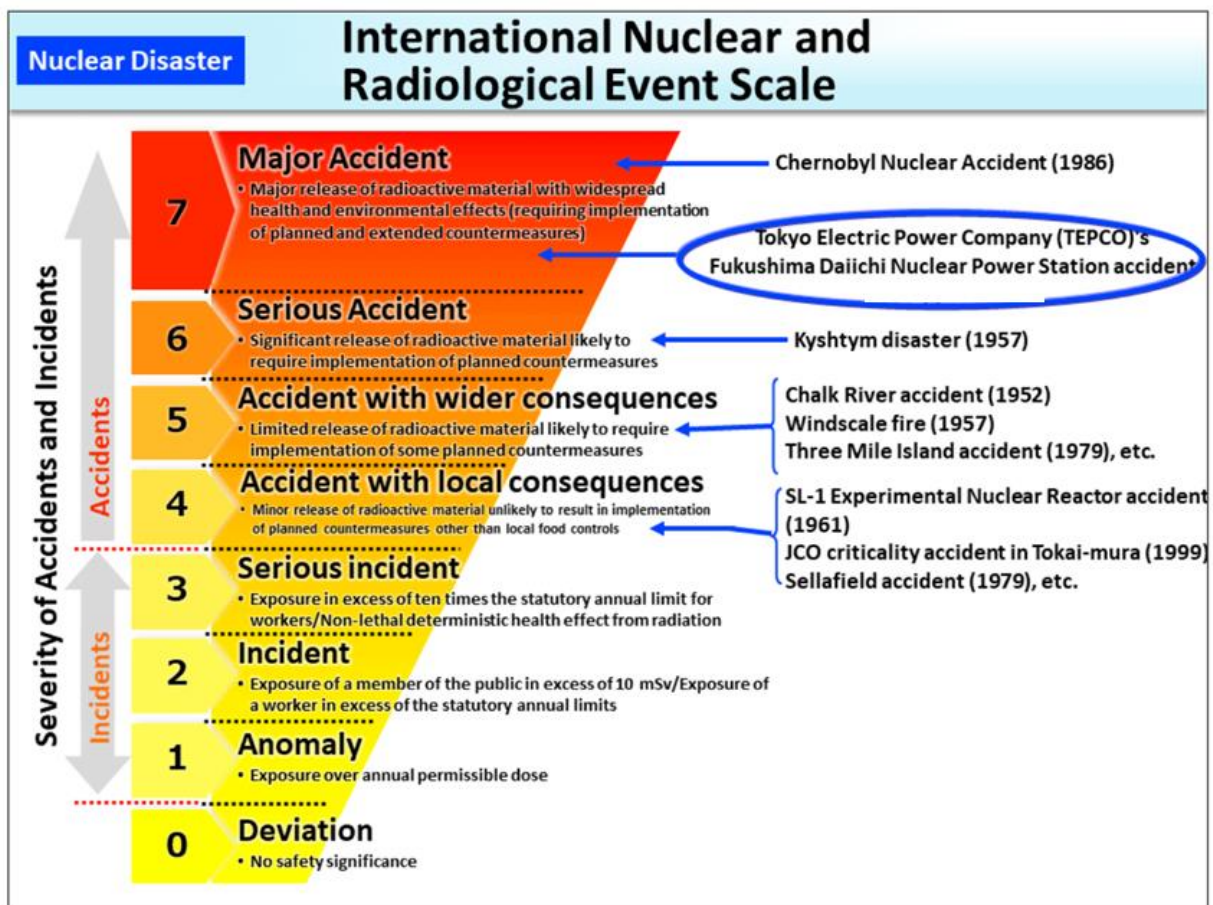 Nuclear Disaster
International Nuclear and
Radiological Event Scale
Severity of Accidents and Incidents
Accidents
Incidents
7
Major Accident
• Major release of radioactive material with widespread
health and environmental effects (requiring implementation
of planned and extended countermeasures)
Chernobyl Nuclear Accident (1986)
Tokyo Electric Power Company (TEPCO)'s
Fukushima Daiichi Nuclear Power Station accident
6
Serious Accident
• Significant release of radioactive material likely to
require implementation of planned countermeasures
Kyshtym disaster (1957)
5
Accident with wider consequences
• Limited release of radioactive material likely to require
implementation of some planned countermeasures
Chalk River accident (1952)
Windscale fire (1957)
Three Mile Island accident (1979), etc.
4
Accident with local consequences
• Minor release of radioactive material unlikely to result in implementation
of planned countermeasures other than local food controls
SL-1 Experimental Nuclear Reactor accident
(1961)
JCO criticality accident in Tokai-mura (1999)
Sellafield accident (1979), etc.
3
Serious incident
• Exposure in excess of ten times the statutory annual limit for
workers/Non-lethal deterministic health effect from radiation
2
Incident
• Exposure of a member of the public in excess of 10 mSv/Exposure of
a worker in excess of the statutory annual limits
1
Anomaly
• Exposure over annual permissible dose
0
Deviation
• No safety significance